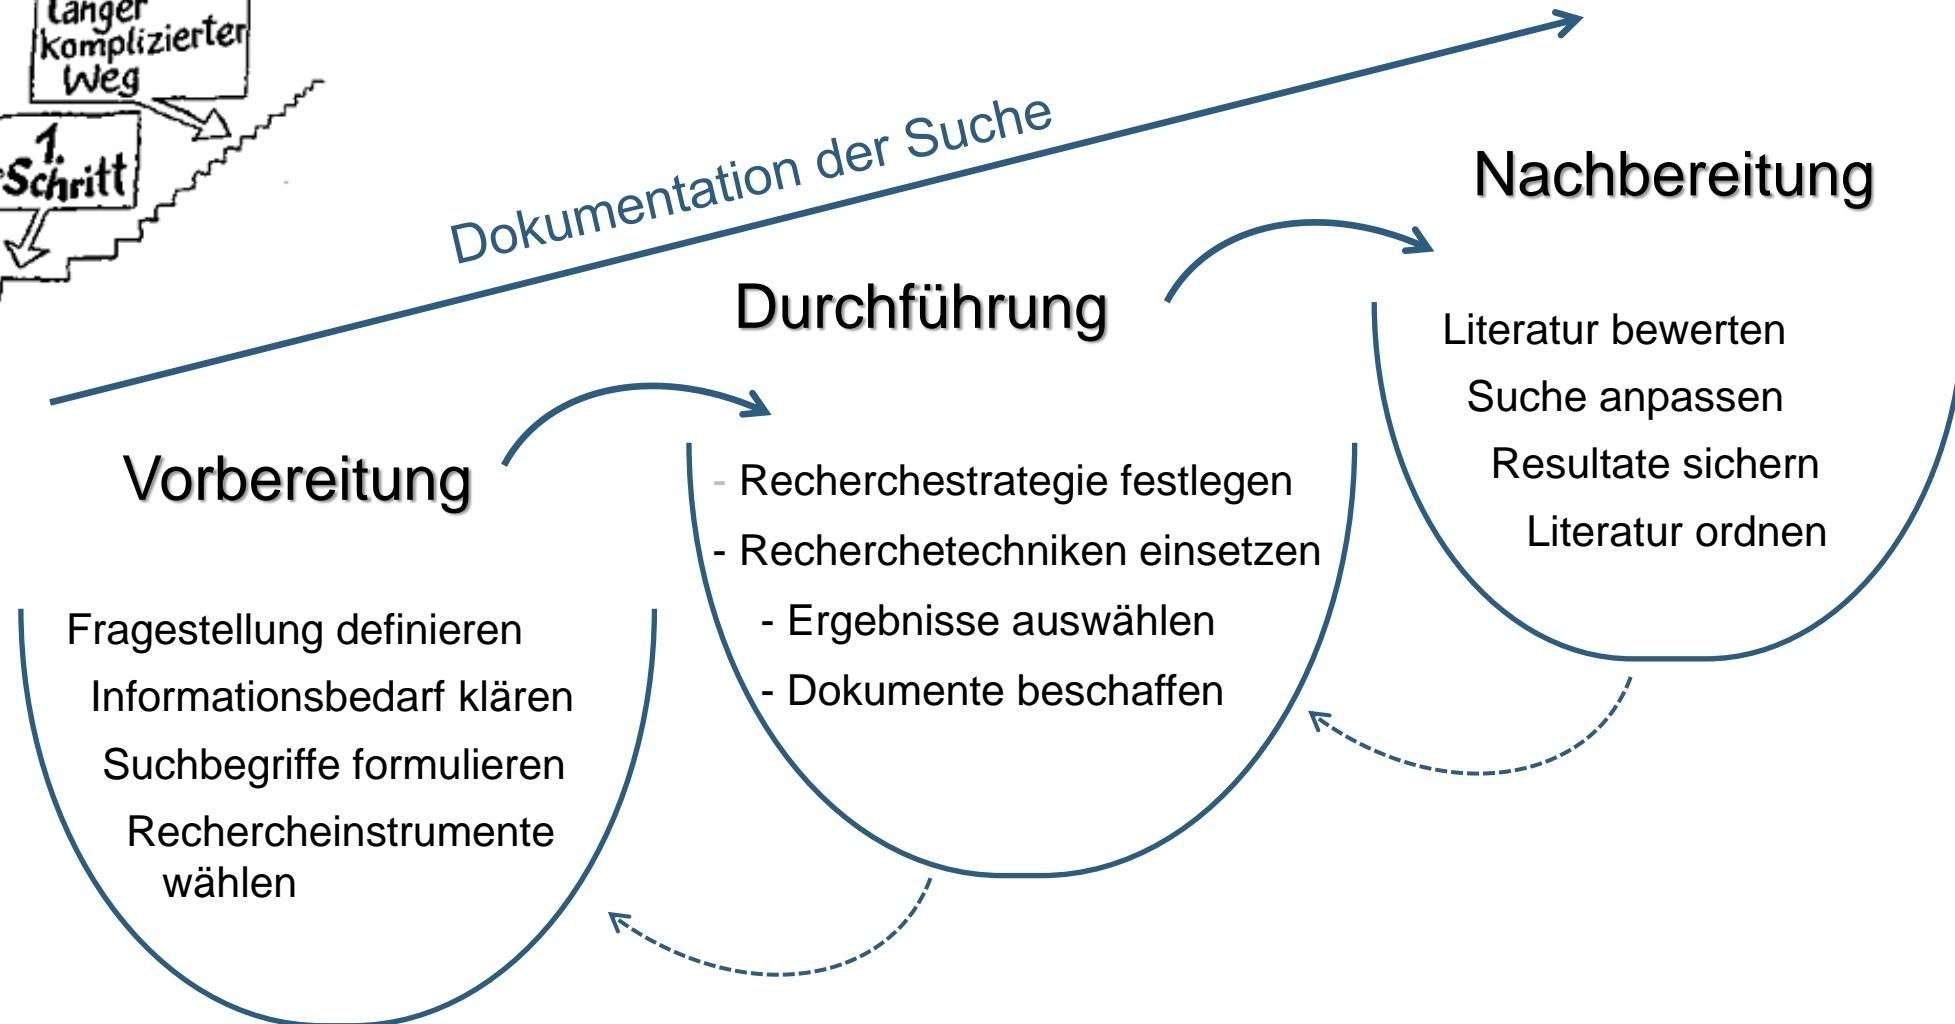 langer
komplizierter
Weg
1.
Schritt
Dokumentation der Suche
Vorbereitung
Fragestellung definieren
Informationsbedarf klären
Suchbegriffe formulieren
Rechercheinstrumente
wählen
Durchführung
- Recherchestrategie festlegen
- Recherchetechniken einsetzen
- Ergebnisse auswählen
- Dokumente beschaffen
Nachbereitung
Literatur bewerten
Suche anpassen
Resultate sichern
Literatur ordnen